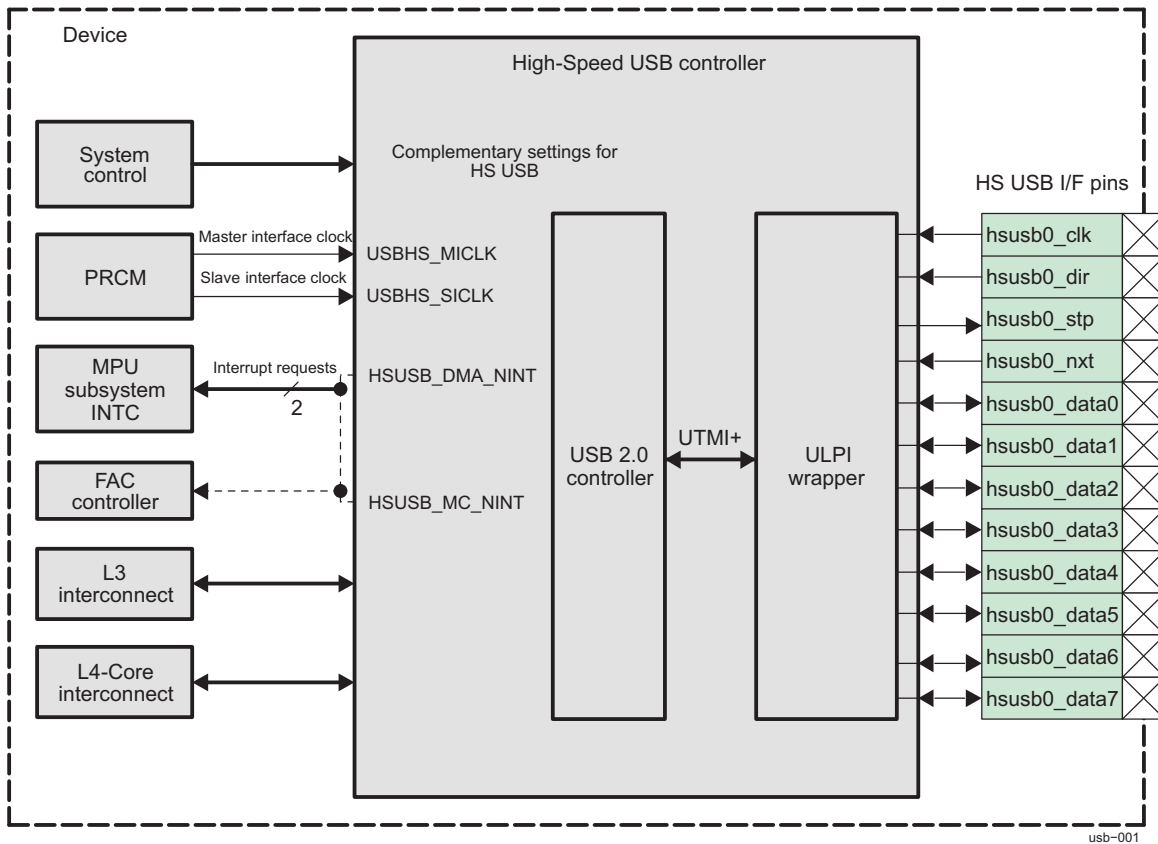 Device
High-Speed USB controller
System
control
Complementary settings for
HS USB
HS USB I/F pins
PRCM
Master interface clock
USBHS_MICLK
Slave interface clock
USBHS_SICLK
MPU
subsystem
INTC
Interrupt requests
2
HSUSB_DMA_NINT
FAC
controller
HSUSB_MC_NINT
L3
interconnect
L4-Core
interconnect
USB 2.0
controller
UTMI+
ULPI
wrapper
hsusb0_clk
hsusb0_dir
hsusb0_stp
hsusb0_nxt
hsusb0_data0
hsusb0_data1
hsusb0_data2
hsusb0_data3
hsusb0_data4
hsusb0_data5
hsusb0_data6
hsusb0_data7
usb−001